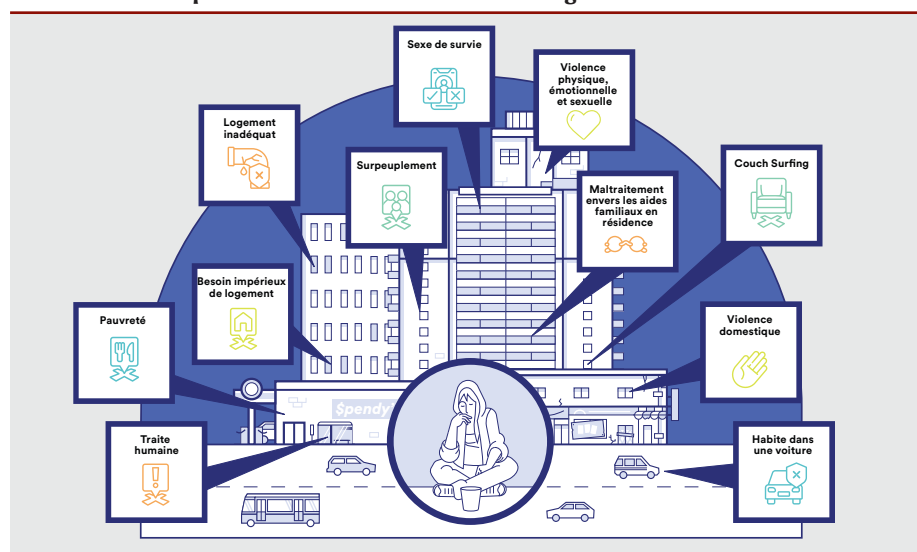 Sexe de survie
Violence
physique,
émotionnelle
et sexuelle
Logement
inadéquat
Surpeuplement
Couch Surfing
Maltraitement
envers les aides
familiaux en
résidence
Besoin impérieux
de logement
Pauvreté
Violence
domestique
$pendy
Traite
humaine
Habite dans
une voiture